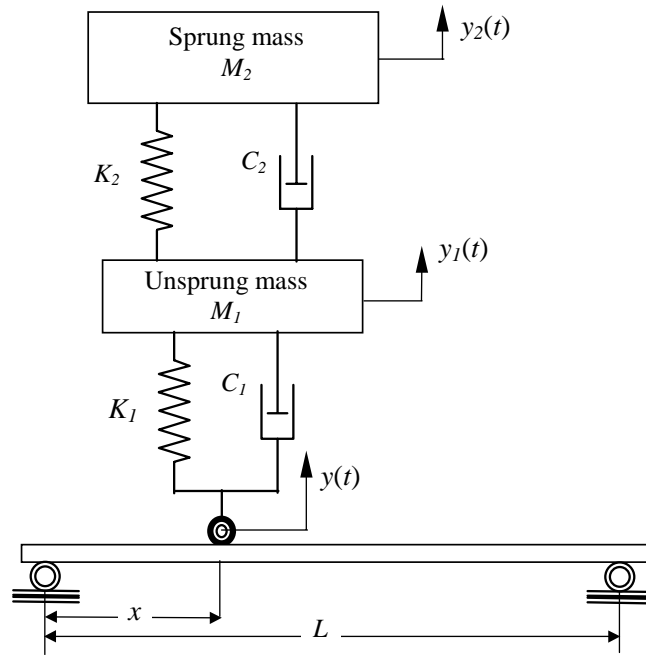 Sprung mass
M2
y2(t)
K2
C2
Unsprung mass
M1
y1(t)
K1
C1
y(t)
x
L